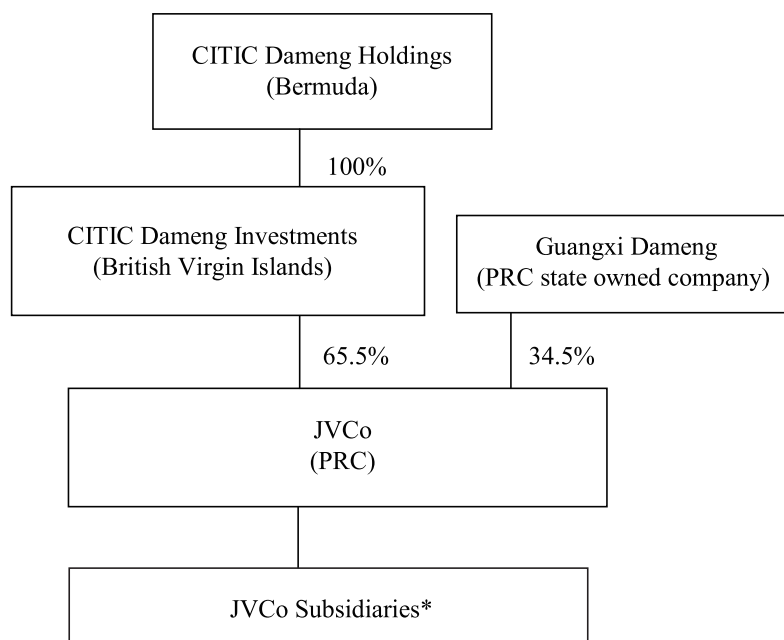 CITIC Dameng Holdings
(Bermuda)
100%
CITIC Dameng Investments
(British Virgin Islands)
Guangxi Dameng
(PRC state owned company)
65.5%
34.5%
JVCo
(PRC)
JVCo Subsidiaries*